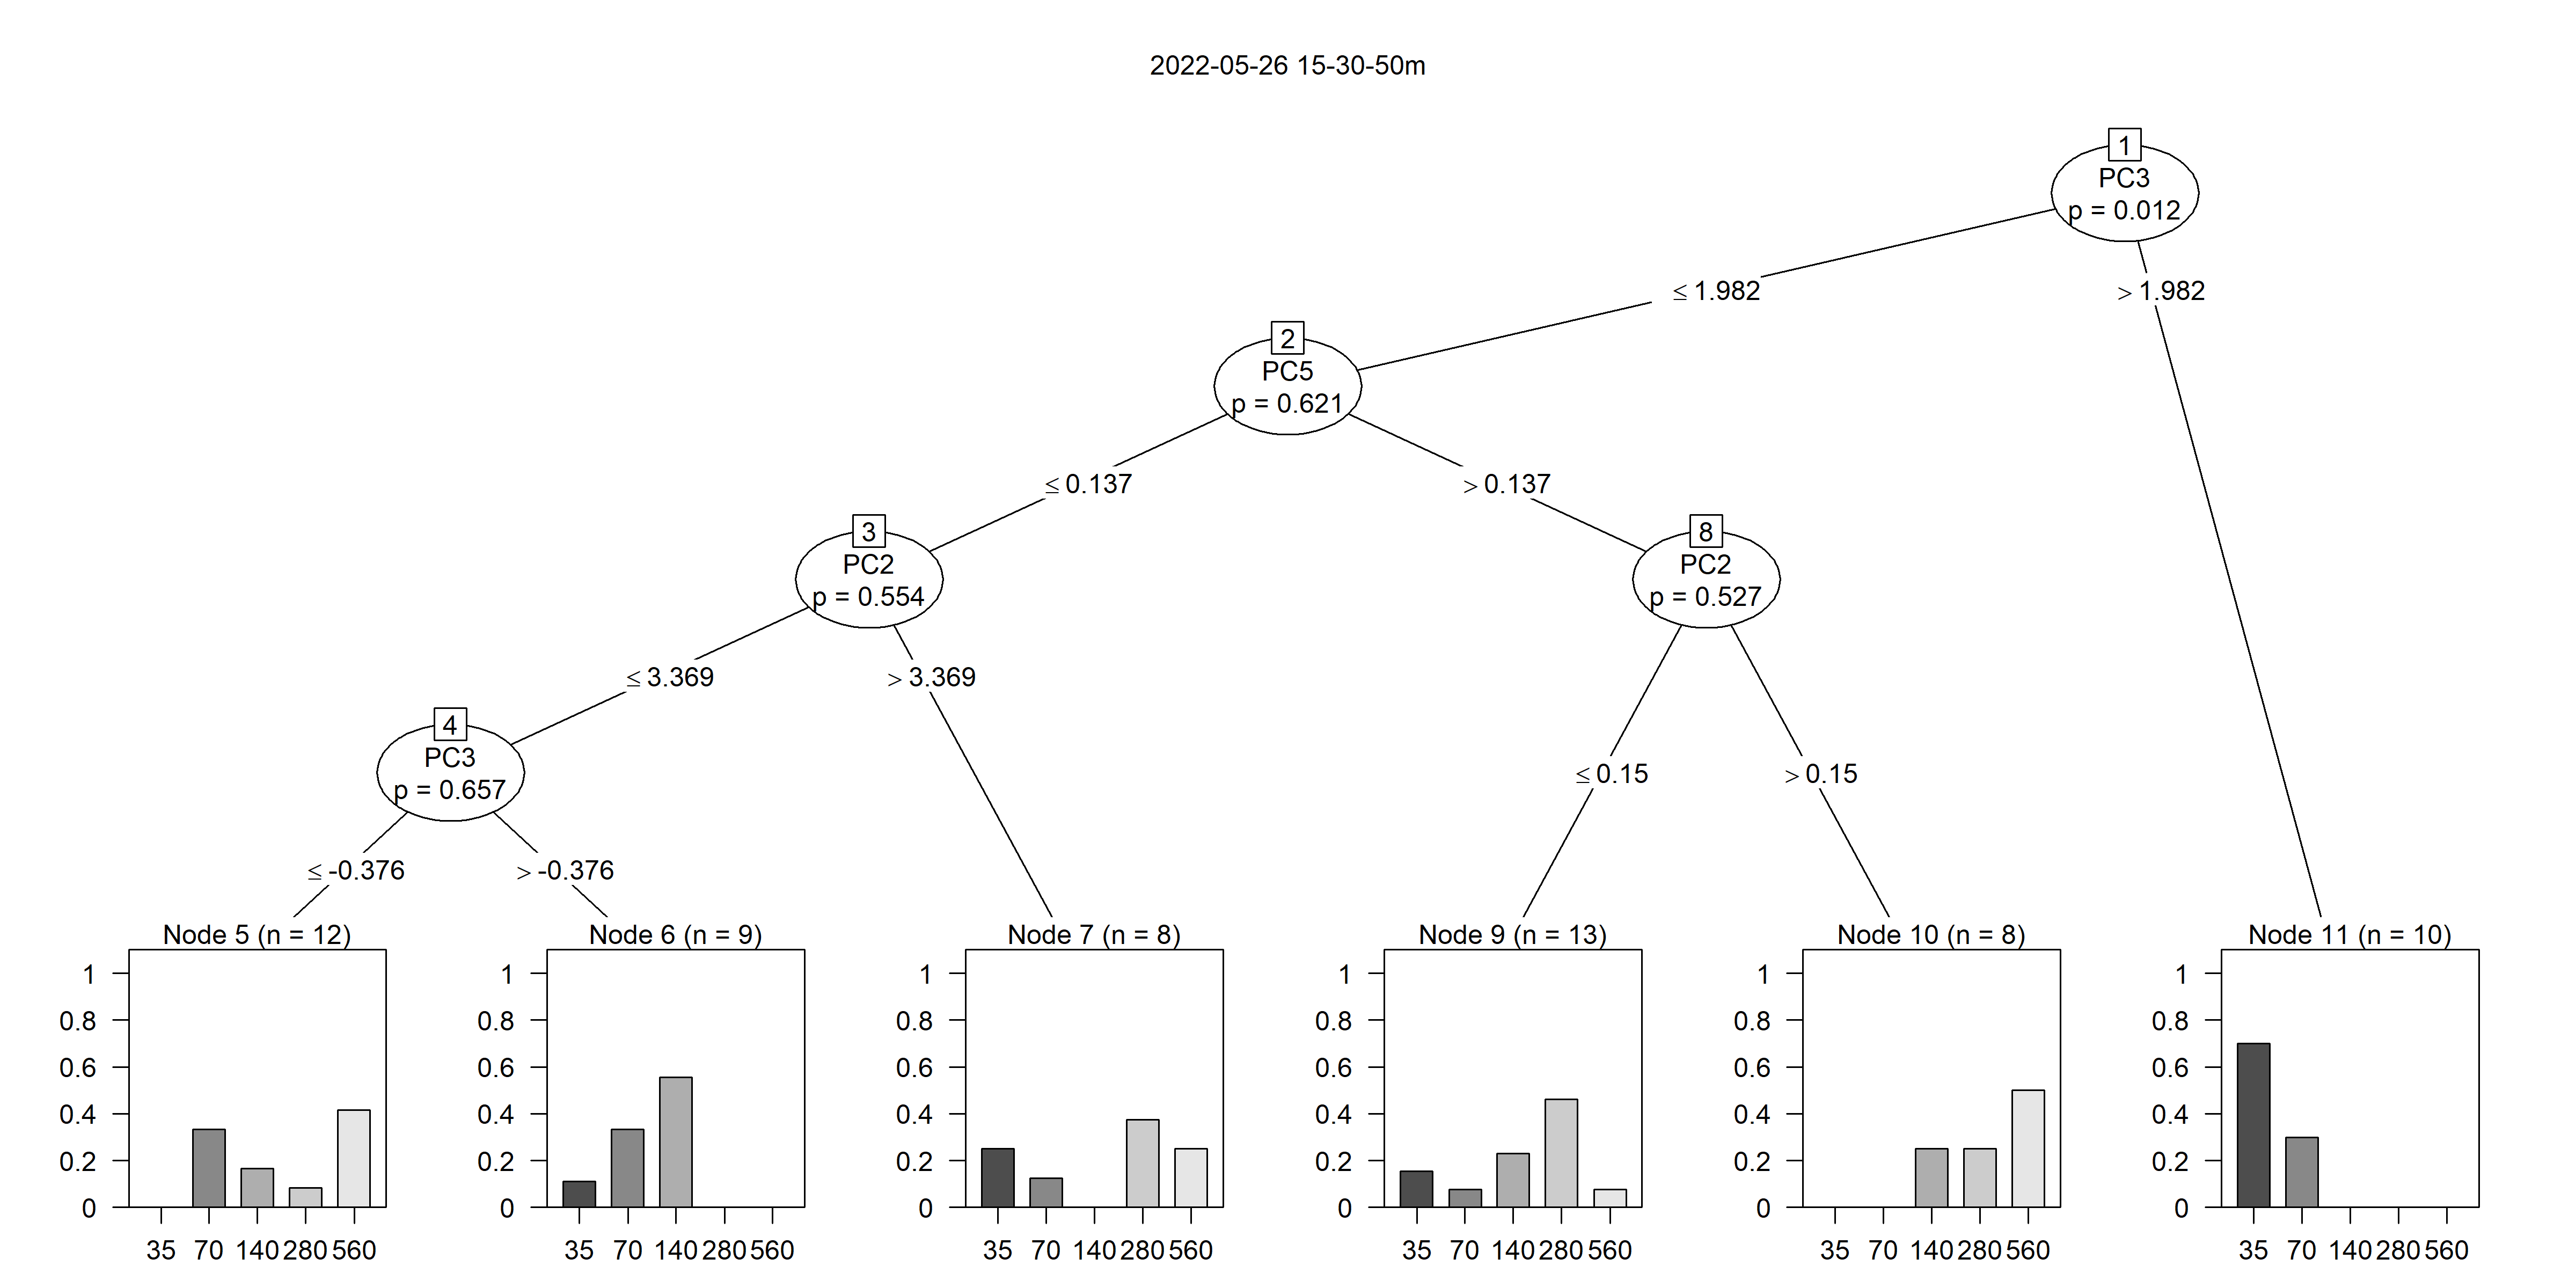 2022-05-26 15-30-50m
1
PC3
p = 0.012
≤ 1.982
> 1.982
2
PC5
p = 0.621
≤ 0.137
> 0.137
3
PC2
p = 0.554
8
PC2
p = 0.527
≤ 3.369
> 3.369
4
PC3
p = 0.657
≤ 0.15
> 0.15
≤ -0.376
> -0.376
Node 5 (n = 12)
1
0.8
0.6
0.4
0.2
0
35 70 140 280 560
Node 6 (n = 9)
1
0.8
0.6
0.4
0.2
0
35 70 140 280 560
Node 7 (n = 8)
1
0.8
0.6
0.4
0.2
0
35 70 140 280 560
Node 9 (n = 13)
1
0.8
0.6
0.4
0.2
0
35 70 140 280 560
Node 10 (n = 8)
1
0.8
0.6
0.4
0.2
0
35 70 140 280 560
Node 11 (n = 10)
1
0.8
0.6
0.4
0.2
0
35 70 140 280 560